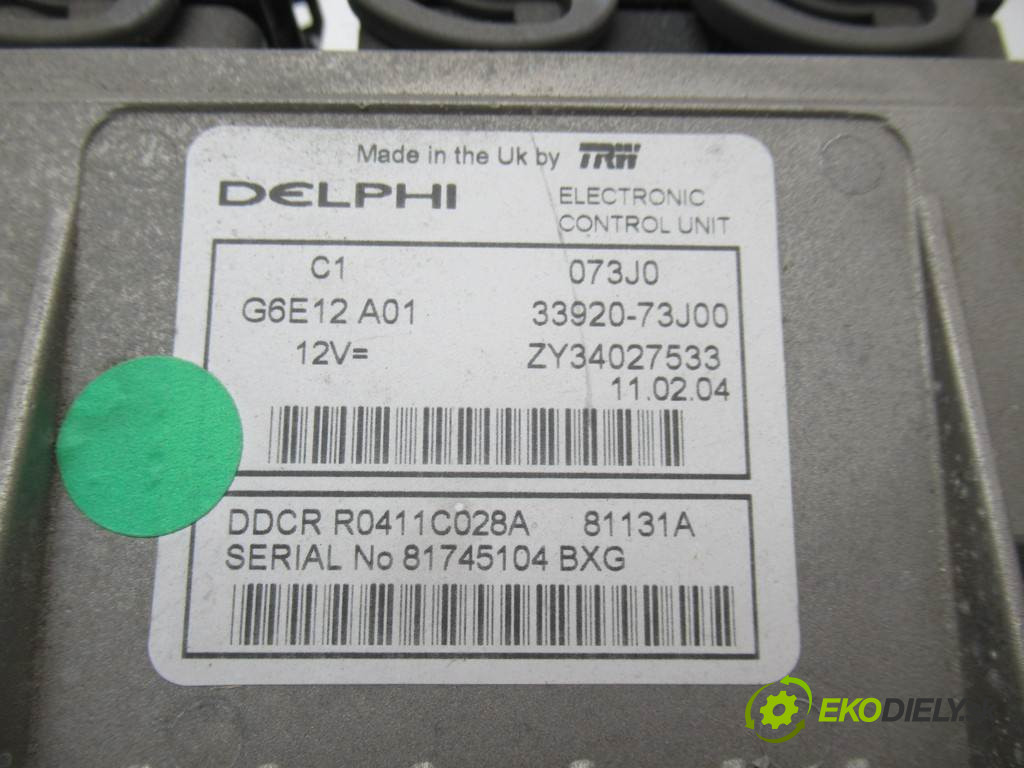 Made in the Uk by TRW
DELPHI
ELECTRONIC
CONTROL UNIT
C1 073J0
G6E12 A01 33920-73J00
12V= ZY34027533
11.02.04
DDCR R0411C028A 81131A
SERIAL No 81745104 BXG
EKODIELY